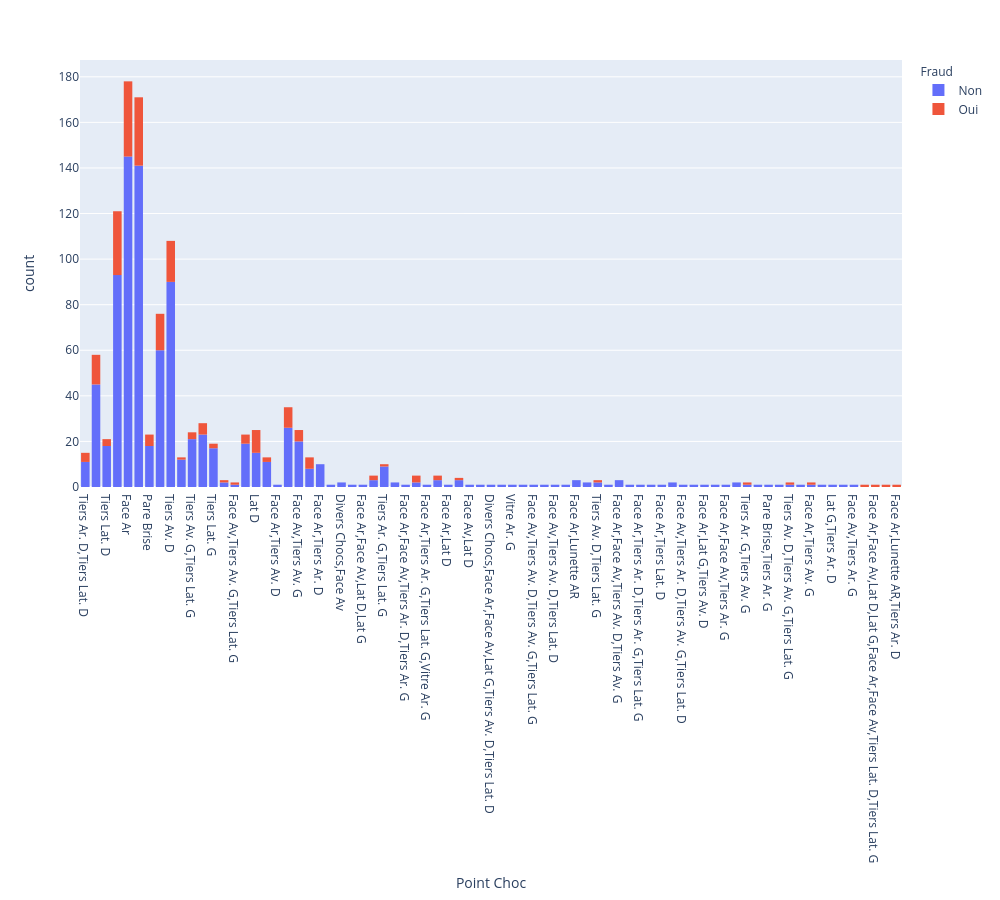 Fraud
Non
Oui
180
160
140
120
100
80
60
40
20
0
count
Tiers Ar. D,Tiers Lat. D
Tiers Lat. D
Face Ar
Pare Brise
Tiers Av. D
Tiers Av. G,Tiers Lat. G
Tiers Lat. G
Face Av,Tiers Av. G,Tiers Lat. G
Lat D
Face Ar,Tiers Av. D
Face Av,Tiers Av. G
Face Ar,Tiers Ar. D
Divers Chocs,Face Av
Face Ar,Face Av,Lat D,Lat G
Tiers Ar. G,Tiers Lat. G
Face Ar,Face Av,Tiers Ar. D,Tiers Ar. G
Face Ar,Tiers Ar. G,Tiers Lat. G,Vitre Ar. G
Face Ar,Lat D
Face Av,Lat D
Divers Chocs,Face Ar,Face Av,Lat G,Tiers Av. D,Tiers Lat. D
Vitre Ar. G
Face Av,Tiers Av. D,Tiers Av. G,Tiers Lat. G
Face Av,Tiers Av. D,Tiers Lat. D
Face Ar,Lunette AR
Tiers Av. D,Tiers Lat. G
Face Ar,Face Av,Tiers Av. D,Tiers Av. G
Face Ar,Tiers Ar. D,Tiers Ar. G,Tiers Lat. G
Face Ar,Tiers Lat. D
Face Av,Tiers Ar. D,Tiers Av. G,Tiers Lat. D
Face Ar,Lat G,Tiers Av. D
Face Ar,Face Av,Tiers Ar. G
Tiers Ar. G,Tiers Av. G
Pare Brise,Tiers Ar. G
Tiers Av. D,Tiers Av. G,Tiers Lat. G
Face Ar,Tiers Av. G
Lat G,Tiers Ar. D
Face Av,Tiers Ar. G
Face Ar,Face Av,Lat D,Lat G,Face Ar,Face Av,Tiers Lat. D,Tiers Lat. G
Face Ar,Lunette AR,Tiers Ar. D
Point Choc